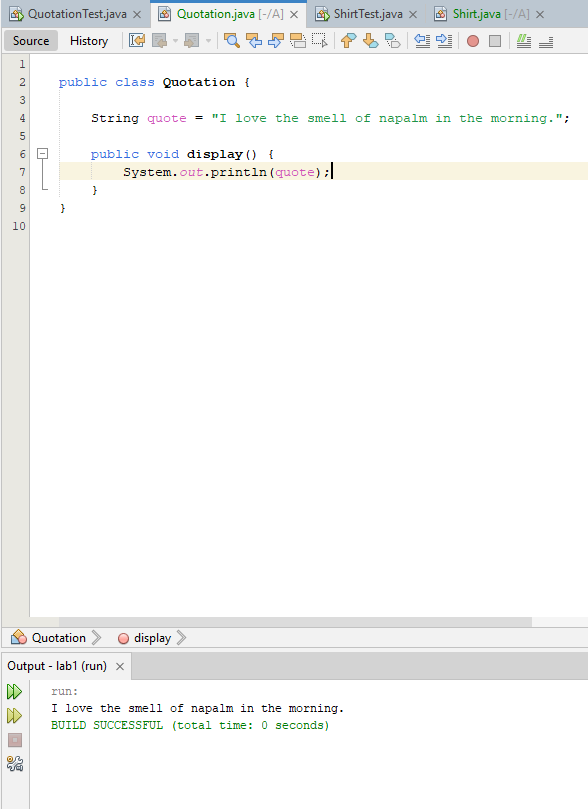 QuotationTest.java × Quotation.java [-/A] × ShirtTest.java × Shirt.java [-/A] ×
Source History
1
2 public class Quotation {
3
4 String quote = "I love the smell of napalm in the morning.";
5
6 public void display() {
7 System.out.println(quote);
8 }
9 }
10
Quotation display
Output - lab1 (run) ×
run:
I love the smell of napalm in the morning.
BUILD SUCCESSFUL (total time: 0 seconds)